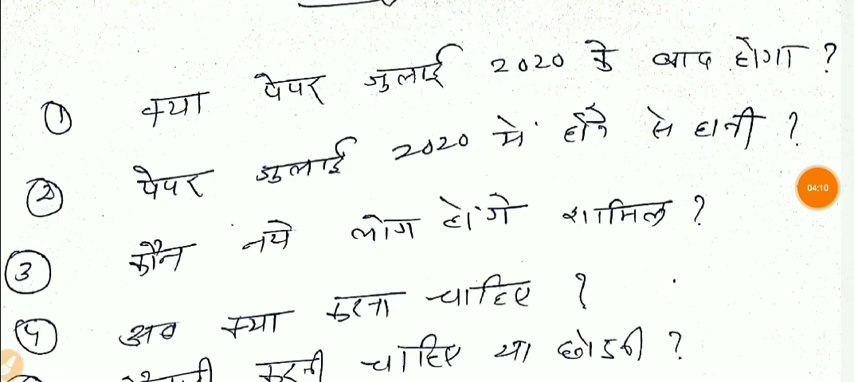 ① क्या पेपर जुलाई 2020 के बाद होगा ?
② पेपर जुलाई 2020 में होने से हानी ?
③ कौन नये लोग होंगे शामिल ?
④ अब क्या करना चाहिए ?
करनी चाहिए या छोडनी ?
04:10